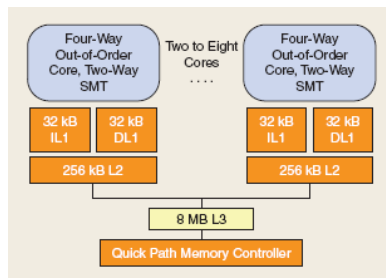 Four-Way
Out-of-Order
Core, Two-Way
SMT
Two to Eight
Cores
. . . .
Four-Way
Out-of-Order
Core, Two-Way
SMT
32 kB
IL1
32 kB
DL1
32 kB
IL1
32 kB
DL1
256 kB L2
256 kB L2
8 MB L3
Quick Path Memory Controller